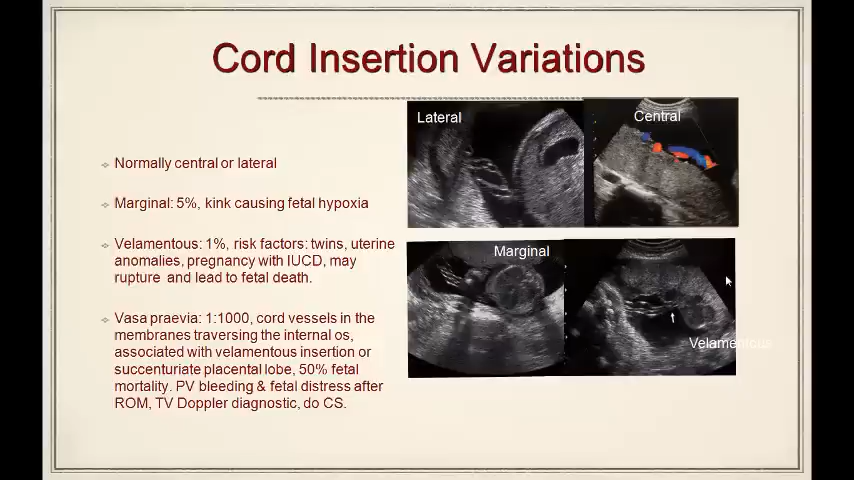 Cord Insertion Variations
Lateral
Central
Normally central or lateral
Marginal: 5%, kink causing fetal hypoxia
Velamentous: 1%, risk factors: twins, uterine
anomalies, pregnancy with IUCD, may
rupture and lead to fetal death.
Marginal
Vasa praevia: 1:1000, cord vessels in the
membranes traversing the internal os,
associated with velamentous insertion or
succenturiate placental lobe, 50% fetal
mortality. PV bleeding & fetal distress after
ROM, TV Doppler diagnostic, do CS.
Velamentous